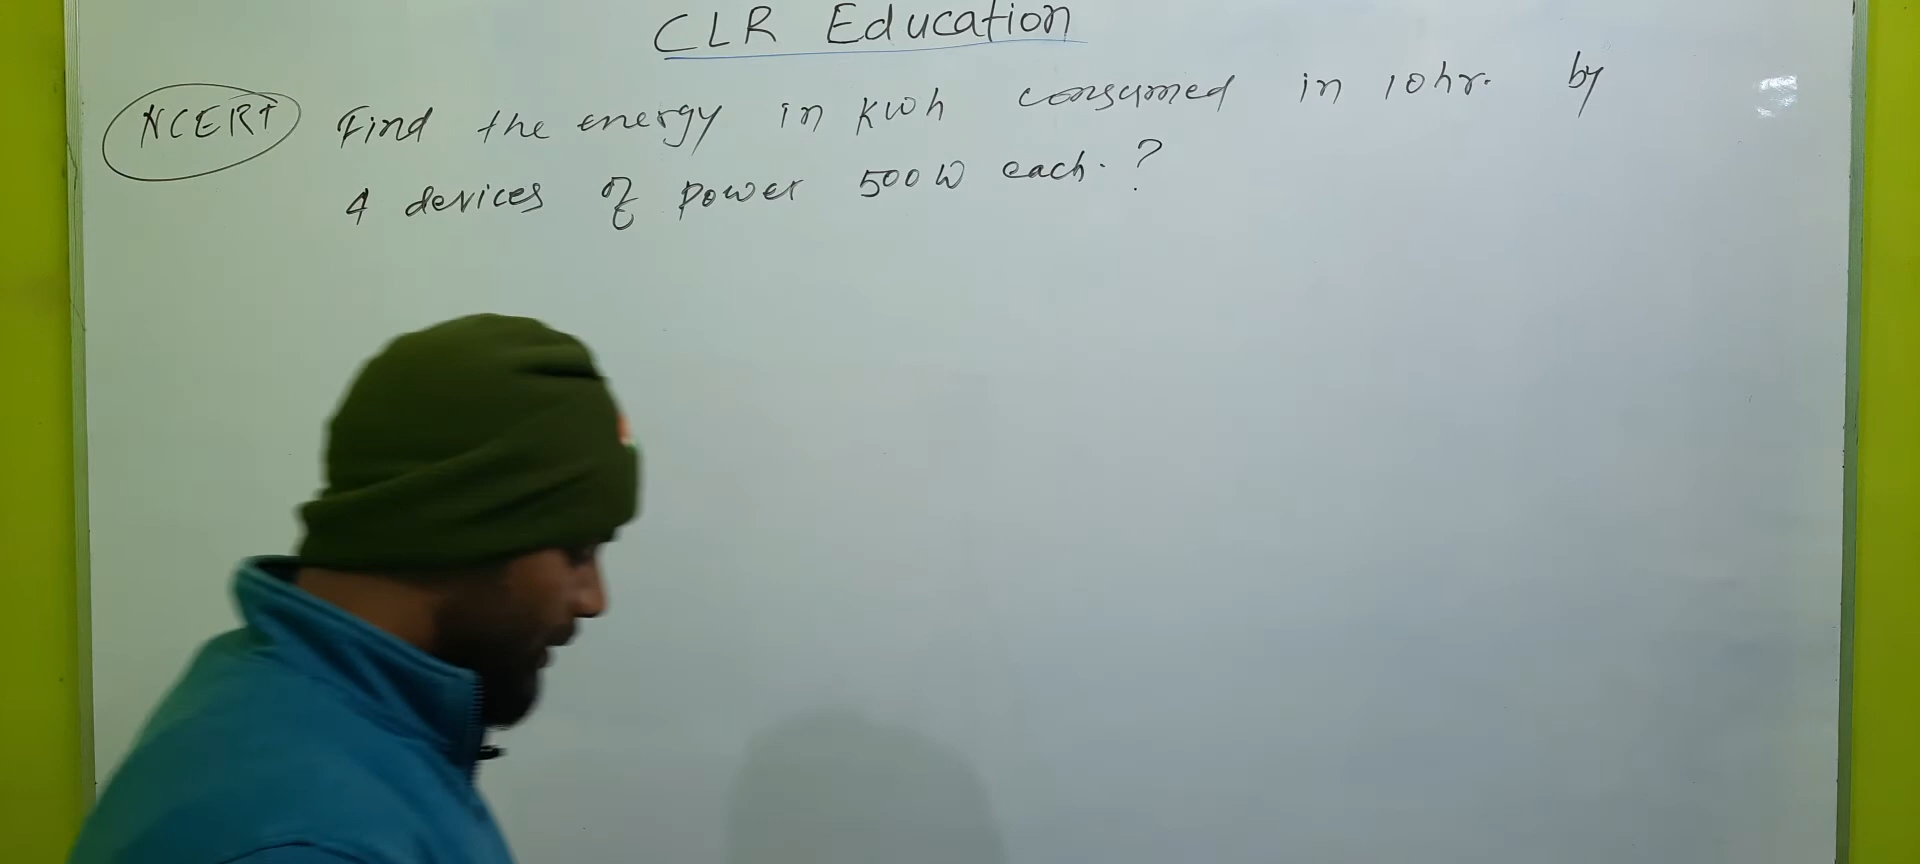 CLR Education
NCERT Find the energy in kwh consumed in 10hr. by
4 devices of power 500W each.?